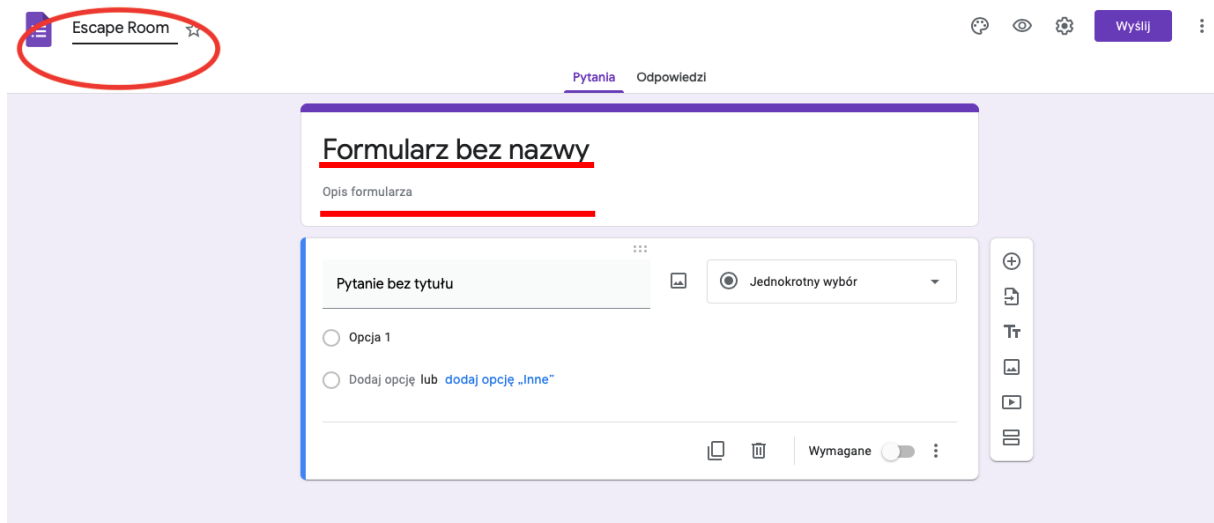 Escape Room
Wyślij
Pytania Odpowiedzi
Formularz bez nazwy
Opis formularza
Pytanie bez tytułu
Jednokrotny wybór
Opcja 1
Dodaj opcję lub dodaj opcję „Inne”
Wymagane